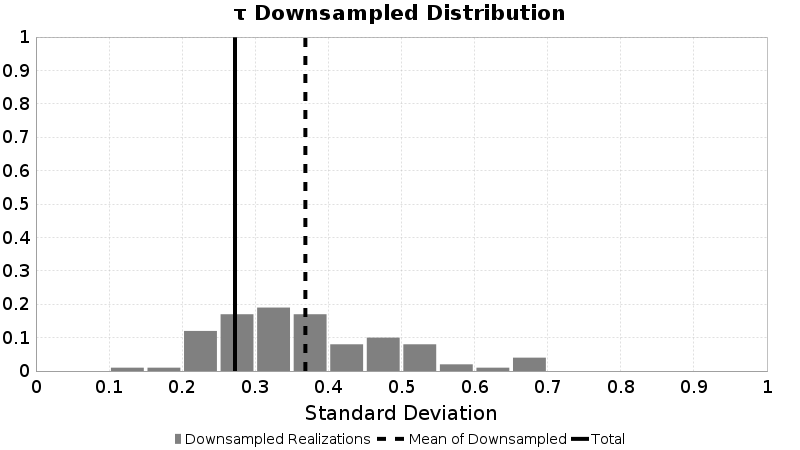 τ Downsampled Distribution
1
0.9
0.8
0.7
0.6
0.5
0.4
0.3
0.2
0.1
0
0 0.1 0.2 0.3 0.4 0.5 0.6 0.7 0.8 0.9 1
Standard Deviation
Downsampled Realizations Mean of Downsampled Total